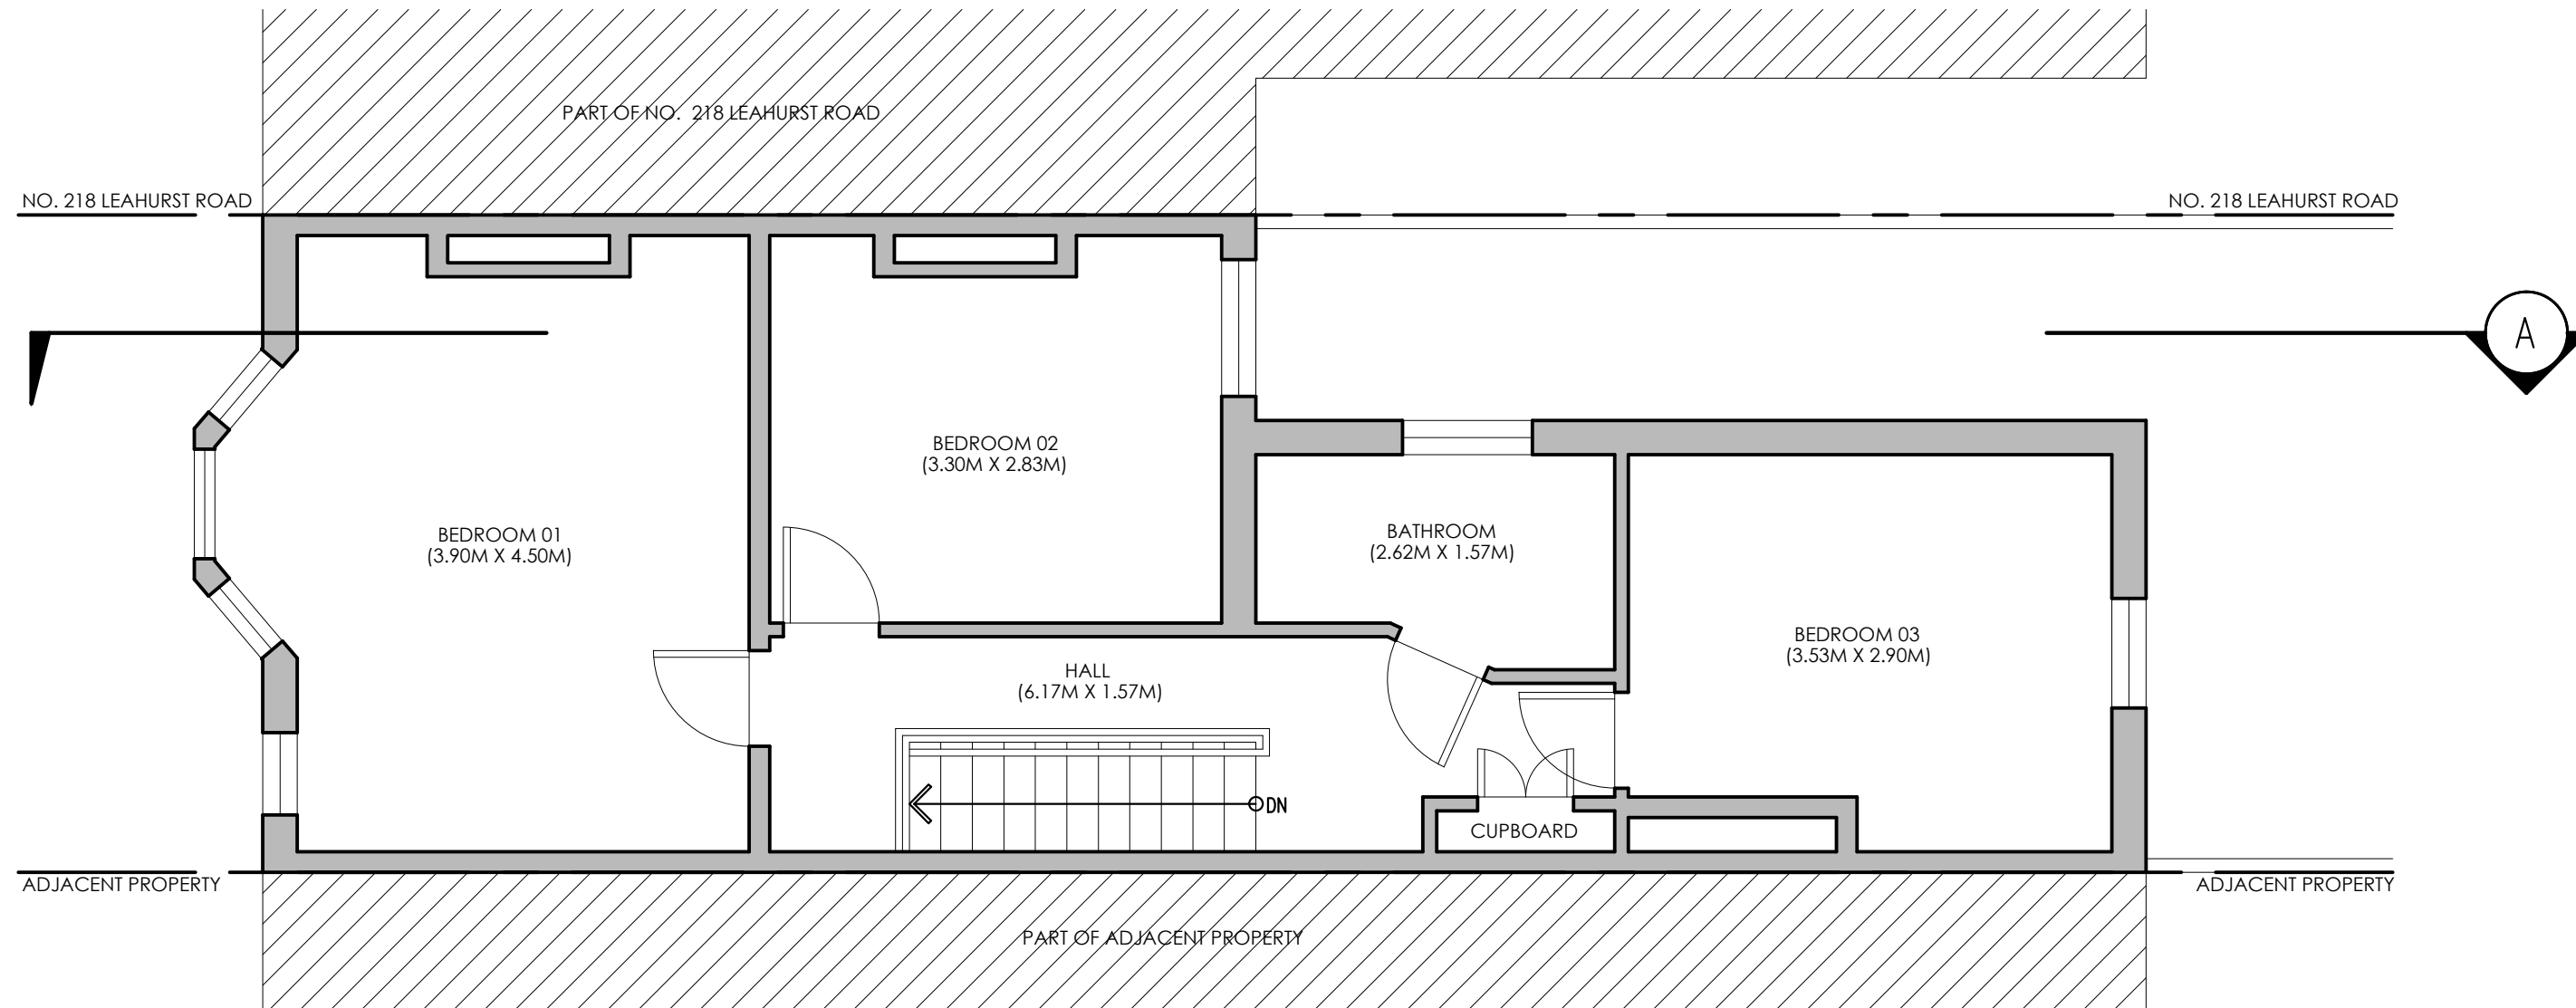 PART OF NO. 218 LEAHURST ROAD
NO. 218 LEAHURST ROAD
NO. 218 LEAHURST ROAD
A
BEDROOM 01
(3.90M X 4.50M)
BEDROOM 02
(3.30M X 2.83M)
BATHROOM
(2.62M X 1.57M)
BEDROOM 03
(3.53M X 2.90M)
HALL
(6.17M X 1.57M)
DN
CUPBOARD
ADJACENT PROPERTY
ADJACENT PROPERTY
PART OF ADJACENT PROPERTY